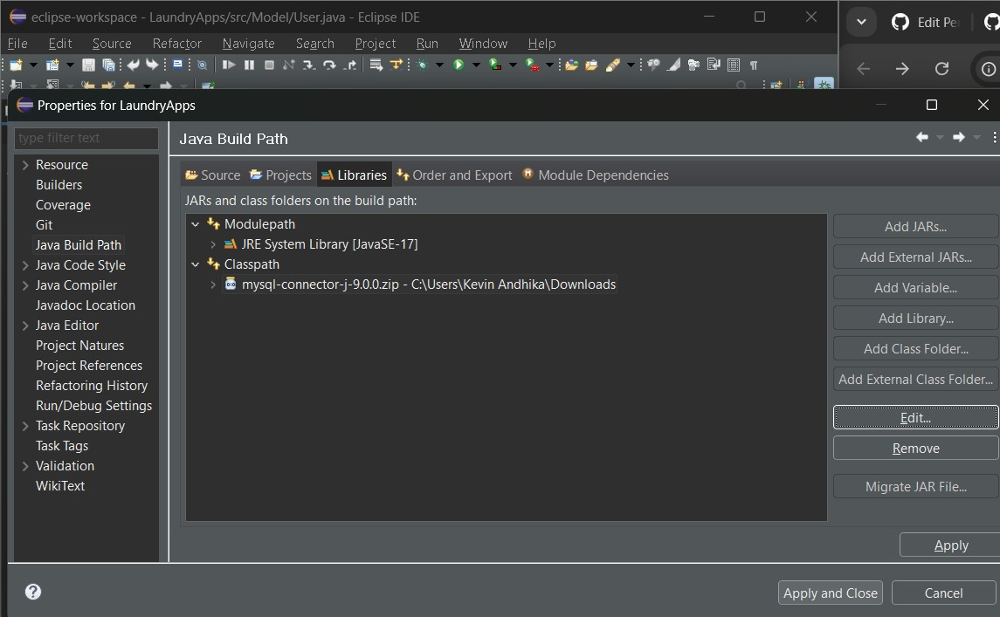 eclipse-workspace - LaundryApps/src/Model/User.java - Eclipse IDE
File Edit Source Refactor Navigate Search Project Run Window Help
Edit
Properties for LaundryApps
type filter text
Resource
Builders
Coverage
Git
Java Build Path
Java Code Style
Java Compiler
Javadoc Location
Java Editor
Project Natures
Project References
Refactoring History
Run/Debug Settings
Task Repository
Task Tags
Validation
WikiText
Java Build Path
Source Projects Libraries Order and Export Module Dependencies
JARs and class folders on the build path:
Modulepath
JRE System Library [JavaSE-17]
Classpath
mysql-connector-j-9.0.0.zip - C:\Users\Kevin Andhika\Downloads
Add JARs...
Add External JARs...
Add Variable...
Add Library...
Add Class Folder...
Add External Class Folder...
Edit...
Remove
Migrate JAR File...
Apply
Apply and Close Cancel